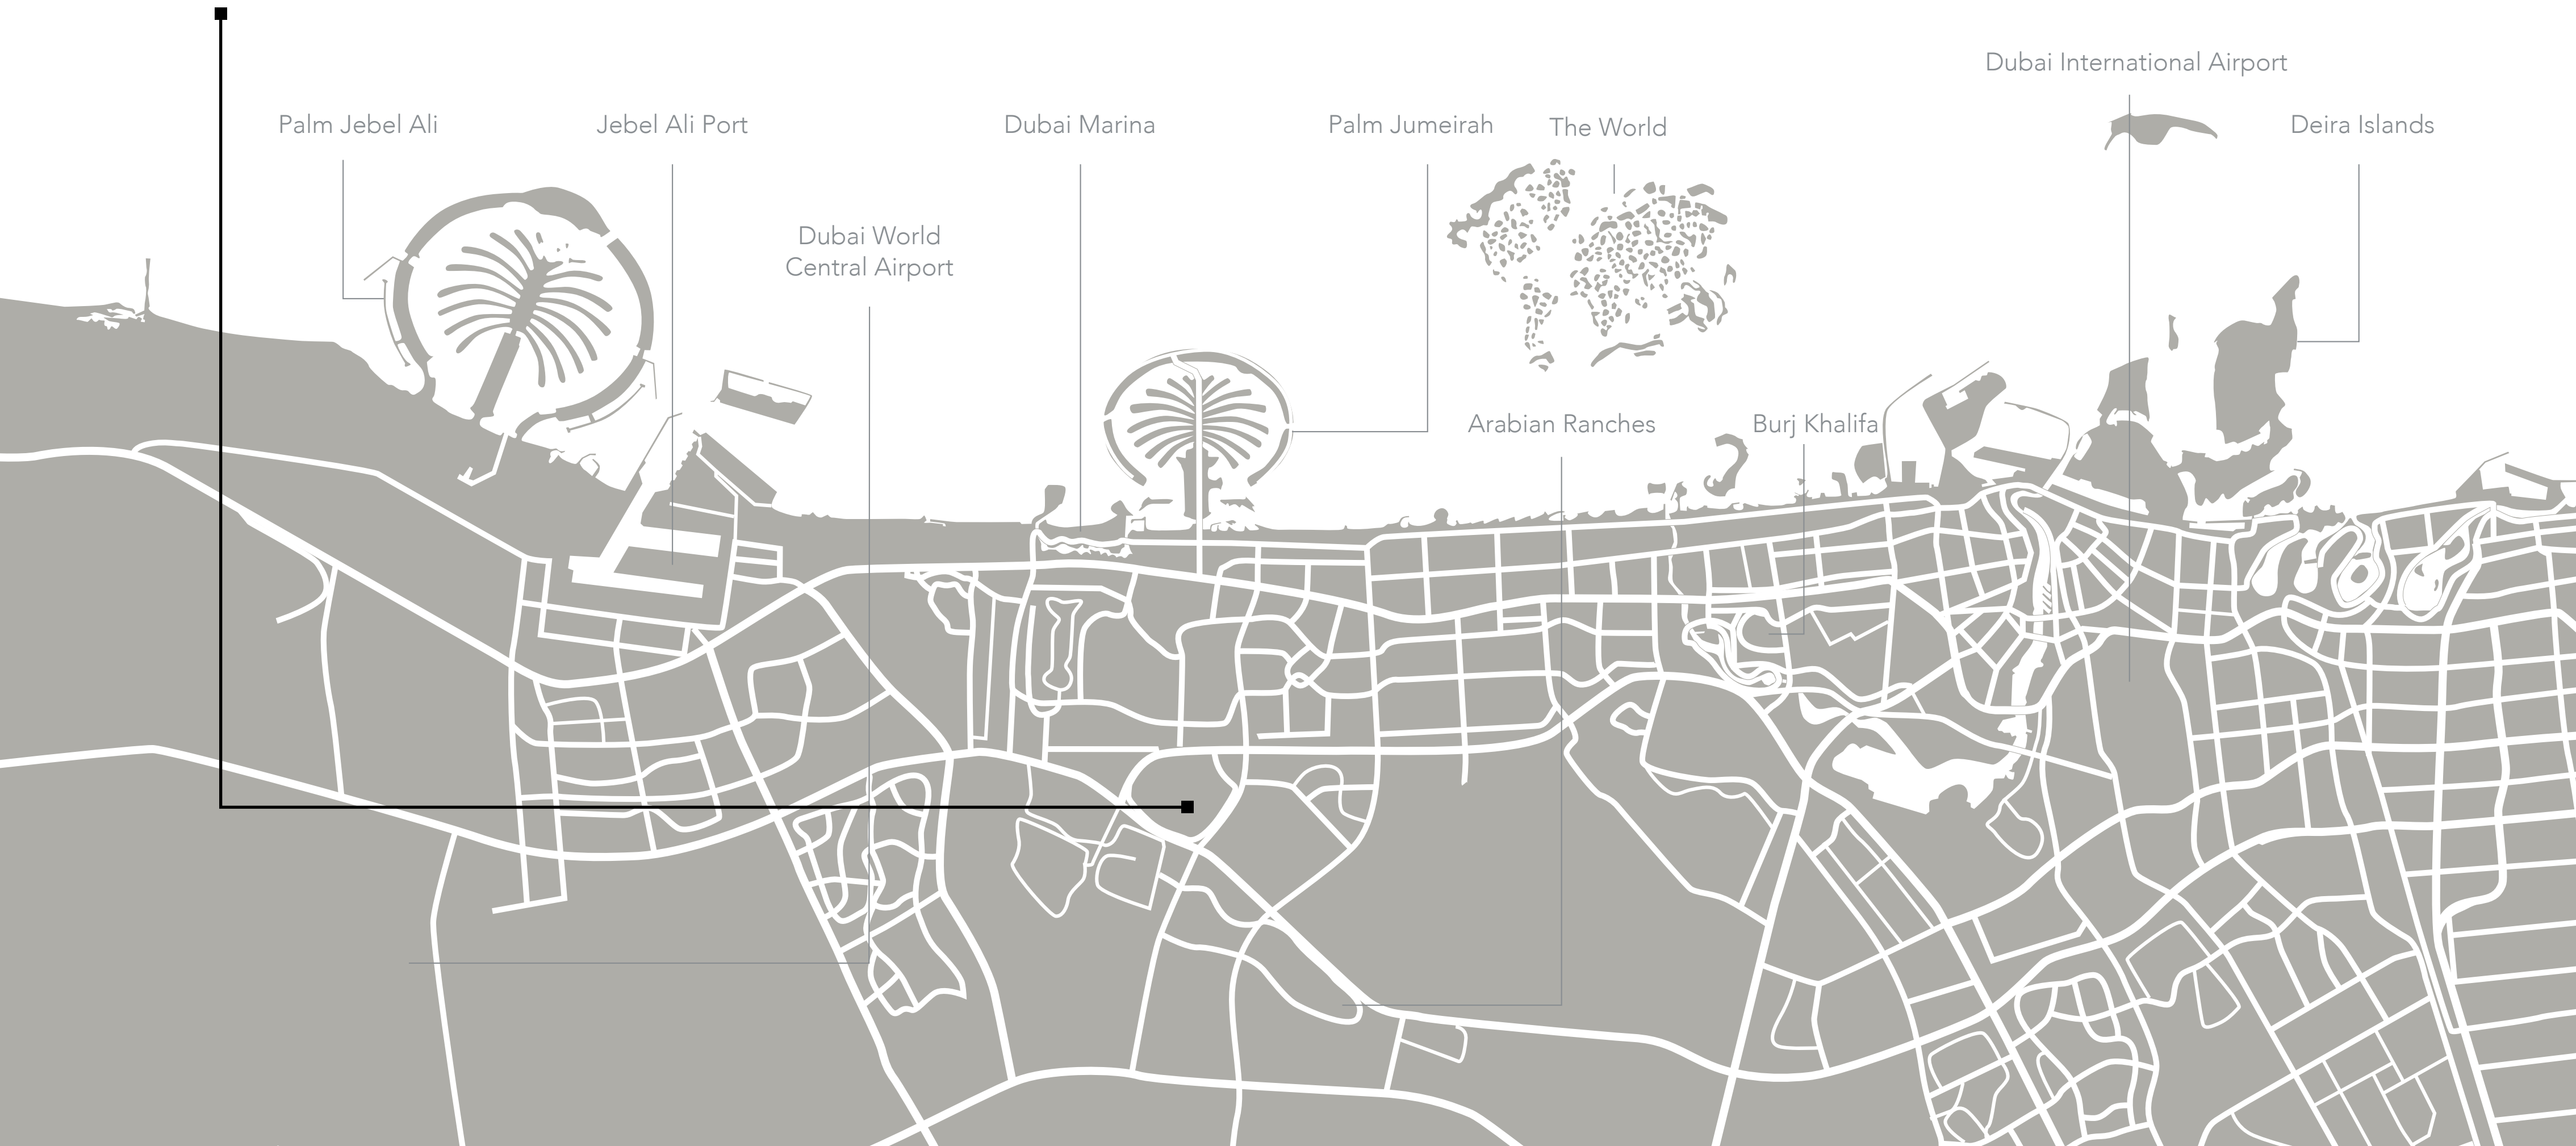 Dubai International Airport
Palm Jebel Ali
Jebel Ali Port
Dubai Marina
Palm Jumeirah
The World
Deira Islands
Dubai World
Central Airport
Arabian Ranches
Burj Khalifa